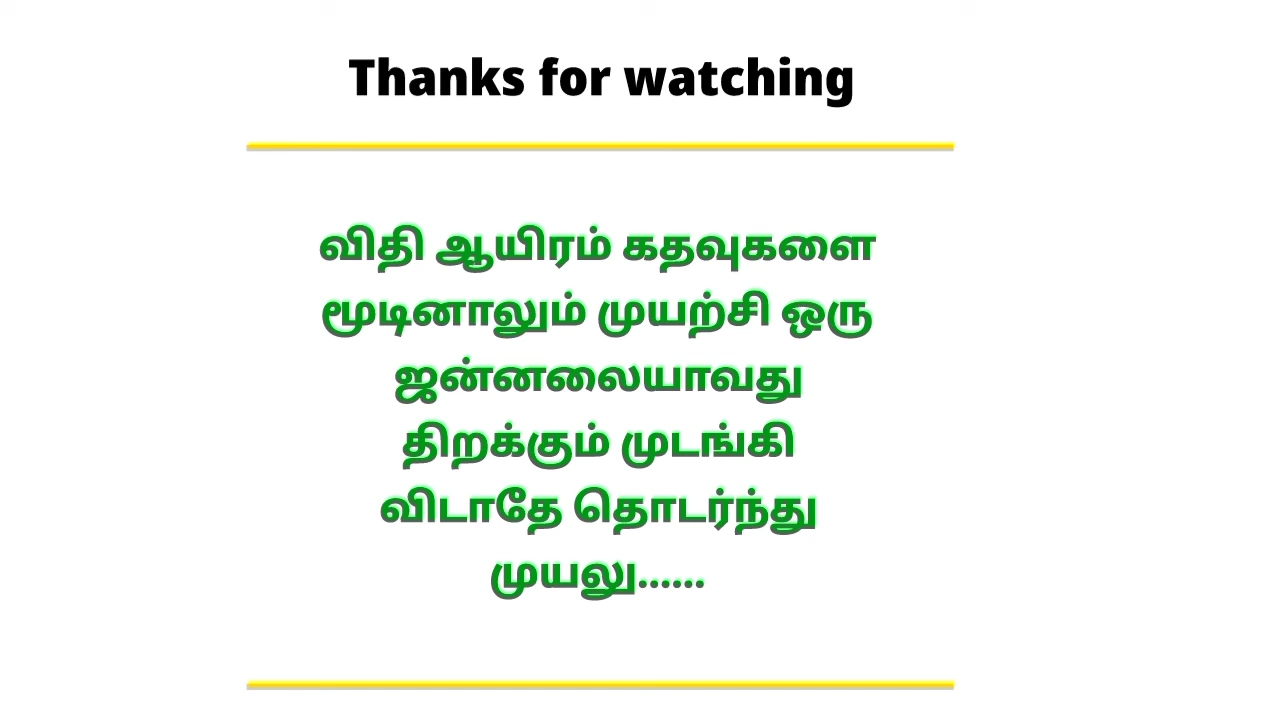 Thanks for watching
விதி ஆயிரம் கதவுகளை
மூடினாலும் முயற்சி ஒரு
ஜன்னலையாவது
திறக்கும் முடங்கி
விடாதே தொடர்ந்து
முயலு......